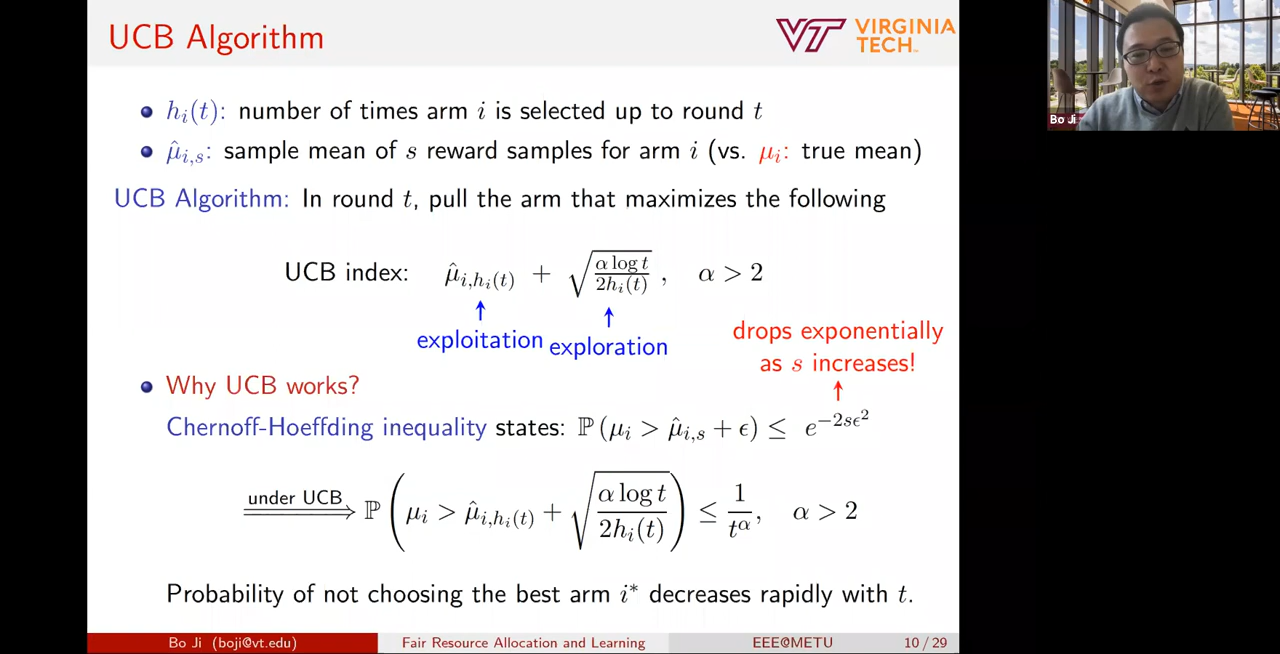 UCB Algorithm
VT VIRGINIA TECH
h_i(t): number of times arm i is selected up to round t
μ̂_{i,s}: sample mean of s reward samples for arm i (vs. μ_i: true mean)
UCB Algorithm: In round t, pull the arm that maximizes the following
UCB index: μ̂_{i,h_i(t)} + √(α log t / 2h_i(t)), α > 2
exploitation exploration
drops exponentially
as s increases!
Why UCB works?
Chernoff-Hoeffding inequality states: ℙ(μ_i > μ̂_{i,s} + ϵ) ≤ e^{−2sϵ²}
under UCB ⟹ ℙ(μ_i > μ̂_{i,h_i(t)} + √(α log t / 2h_i(t))) ≤ 1/t^α, α > 2
Probability of not choosing the best arm i* decreases rapidly with t.
Bo Ji (boji@vt.edu) Fair Resource Allocation and Learning EEE@METU 10 / 29
Bo Ji